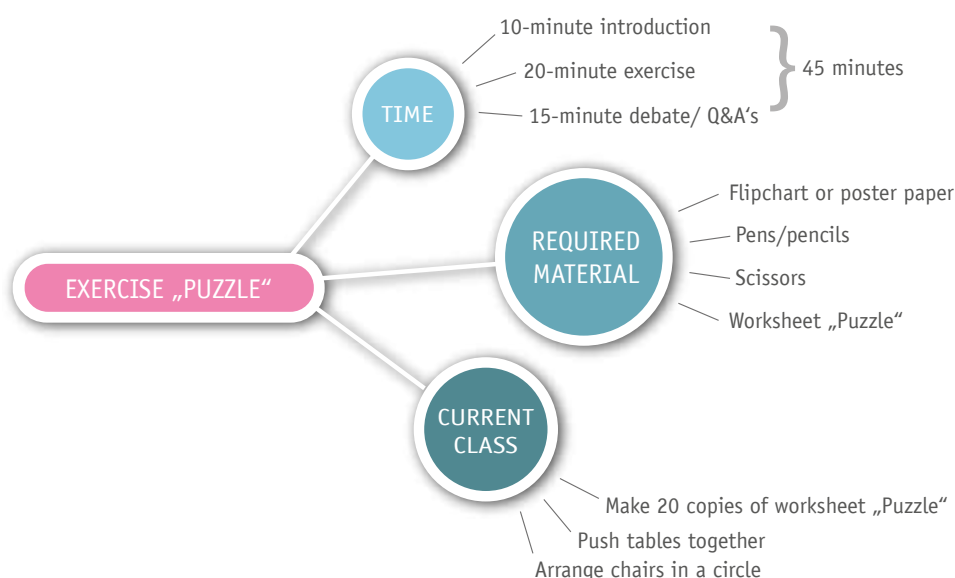 10-minute introduction
20-minute exercise
45 minutes
TIME
15-minute debate/ Q&A‘s
Flipchart or poster paper
Pens/pencils
REQUIRED
MATERIAL
Scissors
EXERCISE „PUZZLE“
Worksheet „Puzzle“
CURRENT
CLASS
Make 20 copies of worksheet „Puzzle“
Push tables together
Arrange chairs in a circle